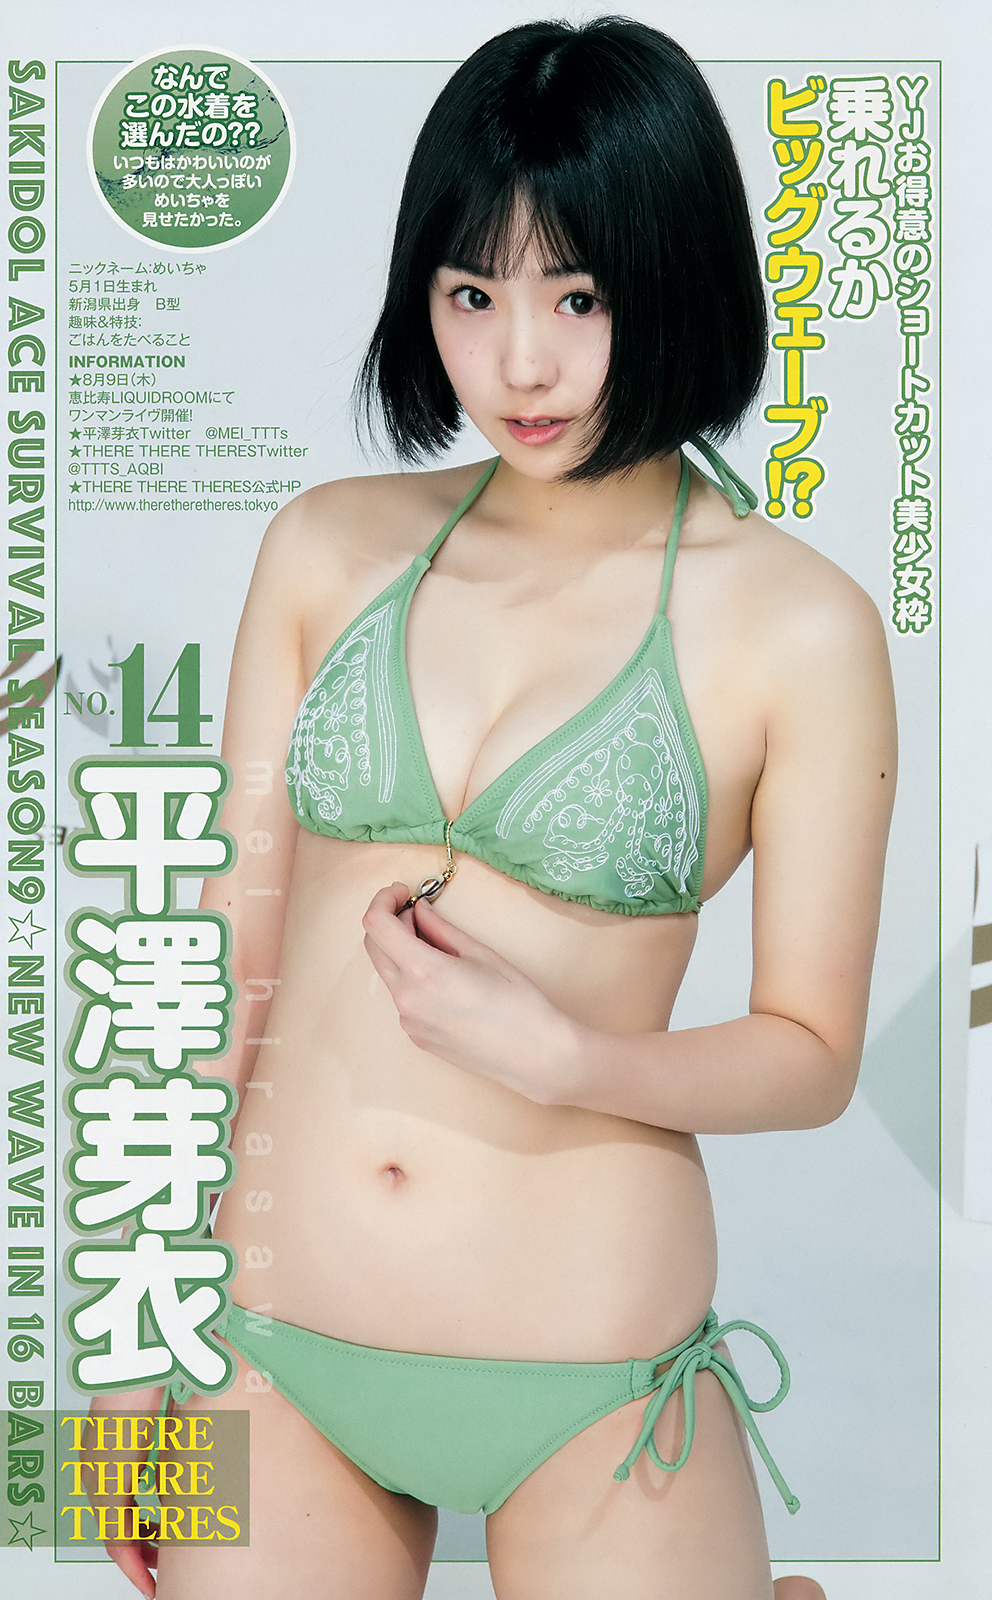 SAKIDOL ACE SURVIVAL SEASON9☆NEW WAVE IN 16 BARS☆
なんで
この水着を
選んだの??
いつもはかわいいのが
多いので大人っぽい
めいちゃを
見せたかった。
YJお得意のショートカット美少女枠
乗れるか
ビッグウェーブ!?
ニックネーム:めいちゃ
5月1日生まれ
新潟県出身　B型
趣味&特技:
ごはんをたべること
INFORMATION
★8月9日(木)
恵比寿LIQUIDROOMにて
ワンマンライヴ開催!
★平澤芽衣Twitter　@MEI_TTTs
★THERE THERE THERESTwitter
@TTTS_AQBI
★THERE THERE THERES公式HP
http://www.theretheretheres.tokyo
NO.14
平澤芽衣
mei hirasawa
THERE
THERE
THERES